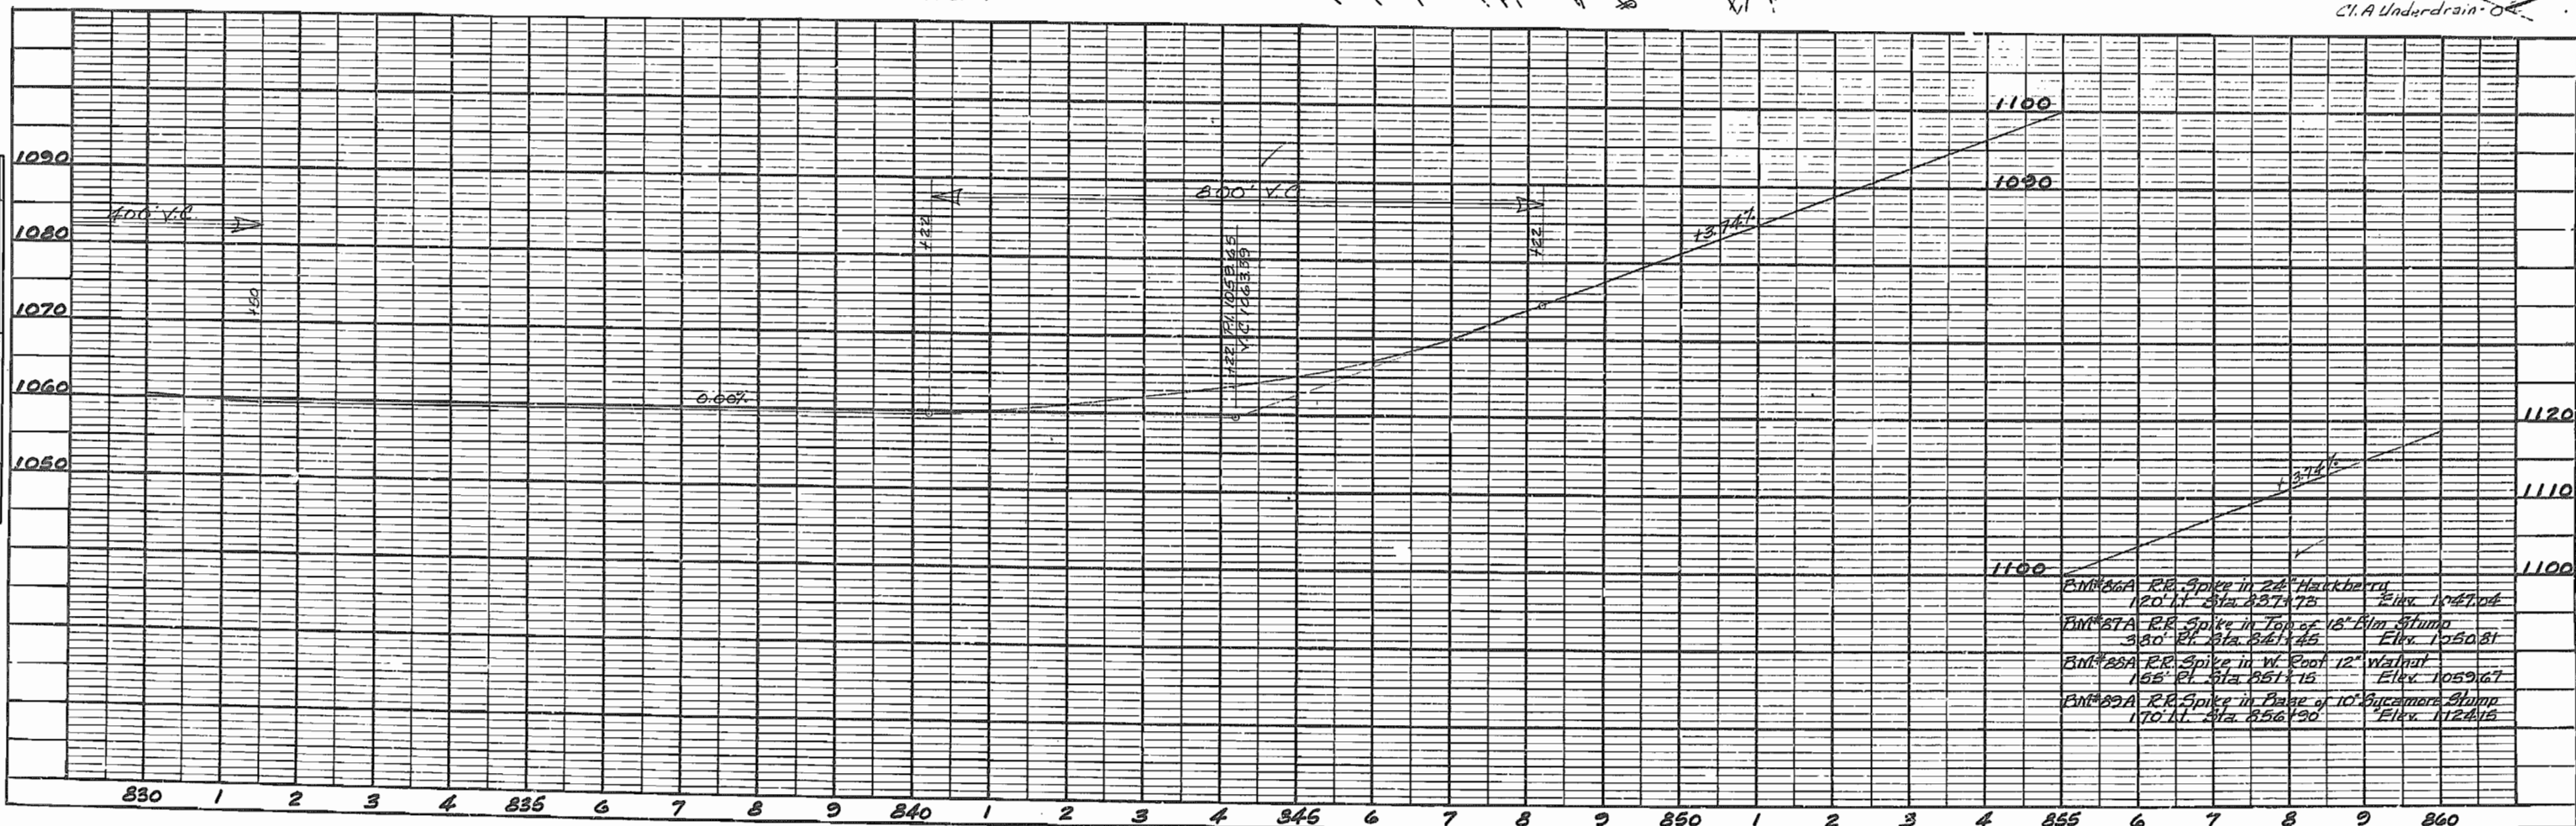 Cl. A Underdrain-
1100
1090
1090
400' V.C.
800' V.C.
1080
+22
+22
+3.74%
+50
+22 P.I. 1059.65
V.C. 1063.39
1070
1060
0.00%
1120
1050
+3.74%
1110
1100
1100
BM#86A R.R. Spike in 24" Hackberry
120' Lt. Sta. 837+73 Elev. 1047.04
BM#87A R.R. Spike in Top of 18" Elm Stump
380' Rt. Sta. 841+45 Elev. 1050.81
BM#88A R.R. Spike in W. Root 12" Walnut
155' Rt. Sta. 851+15 Elev. 1059.67
BM#89A R.R. Spike in Base of 10" Sycamore Stump
170' Lt. Sta. 856+90 Elev. 1124.15
830 1 2 3 4 835 6 7 8 9 840 1 2 3 4 845 6 7 8 9 850 1 2 3 4 855 6 7 8 9 860